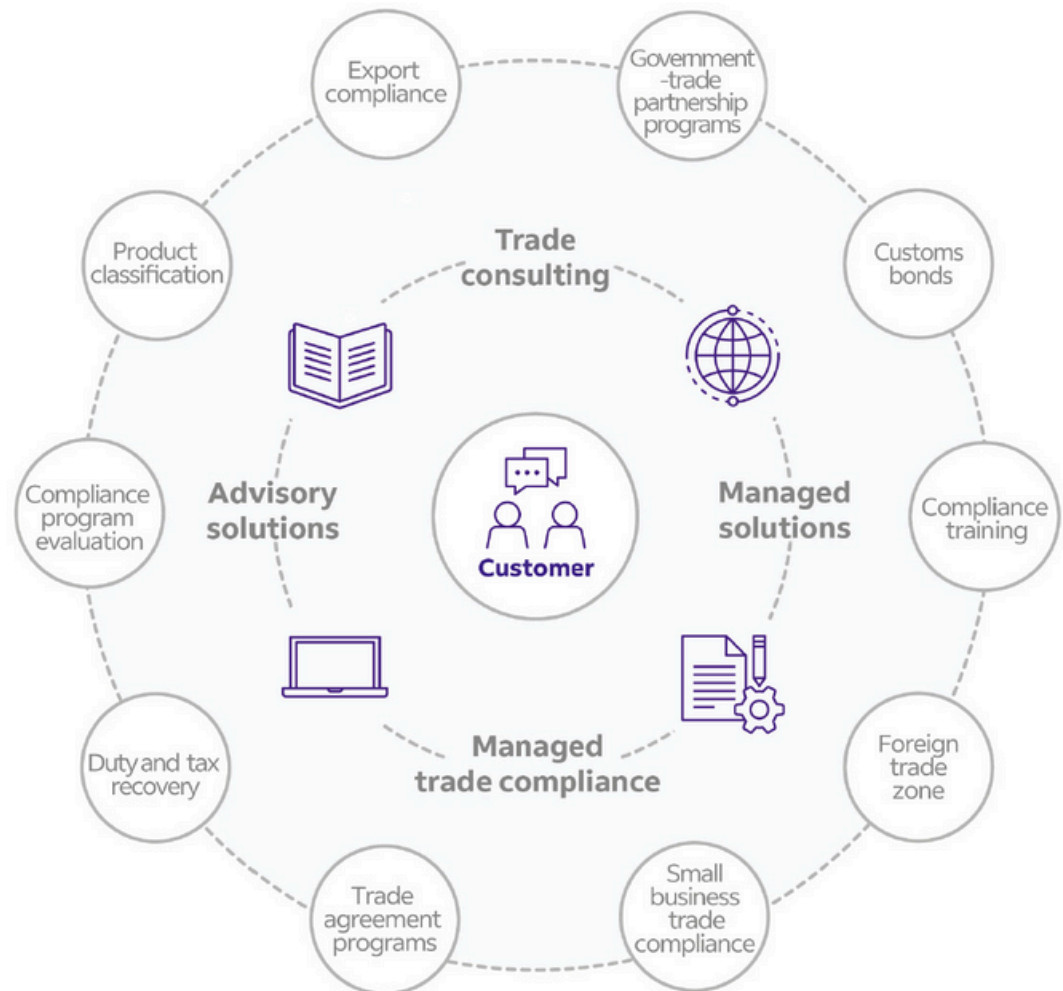 Export
compliance
Government
-trade
partnership
programs
Product
classification
Trade
consulting
Customs
bonds
Compliance
program
evaluation
Advisory
solutions
Customer
Managed
solutions
Compliance
training
Duty and tax
recovery
Managed
trade compliance
Foreign
trade
zone
Trade
agreement
programs
Small
business
trade
compliance